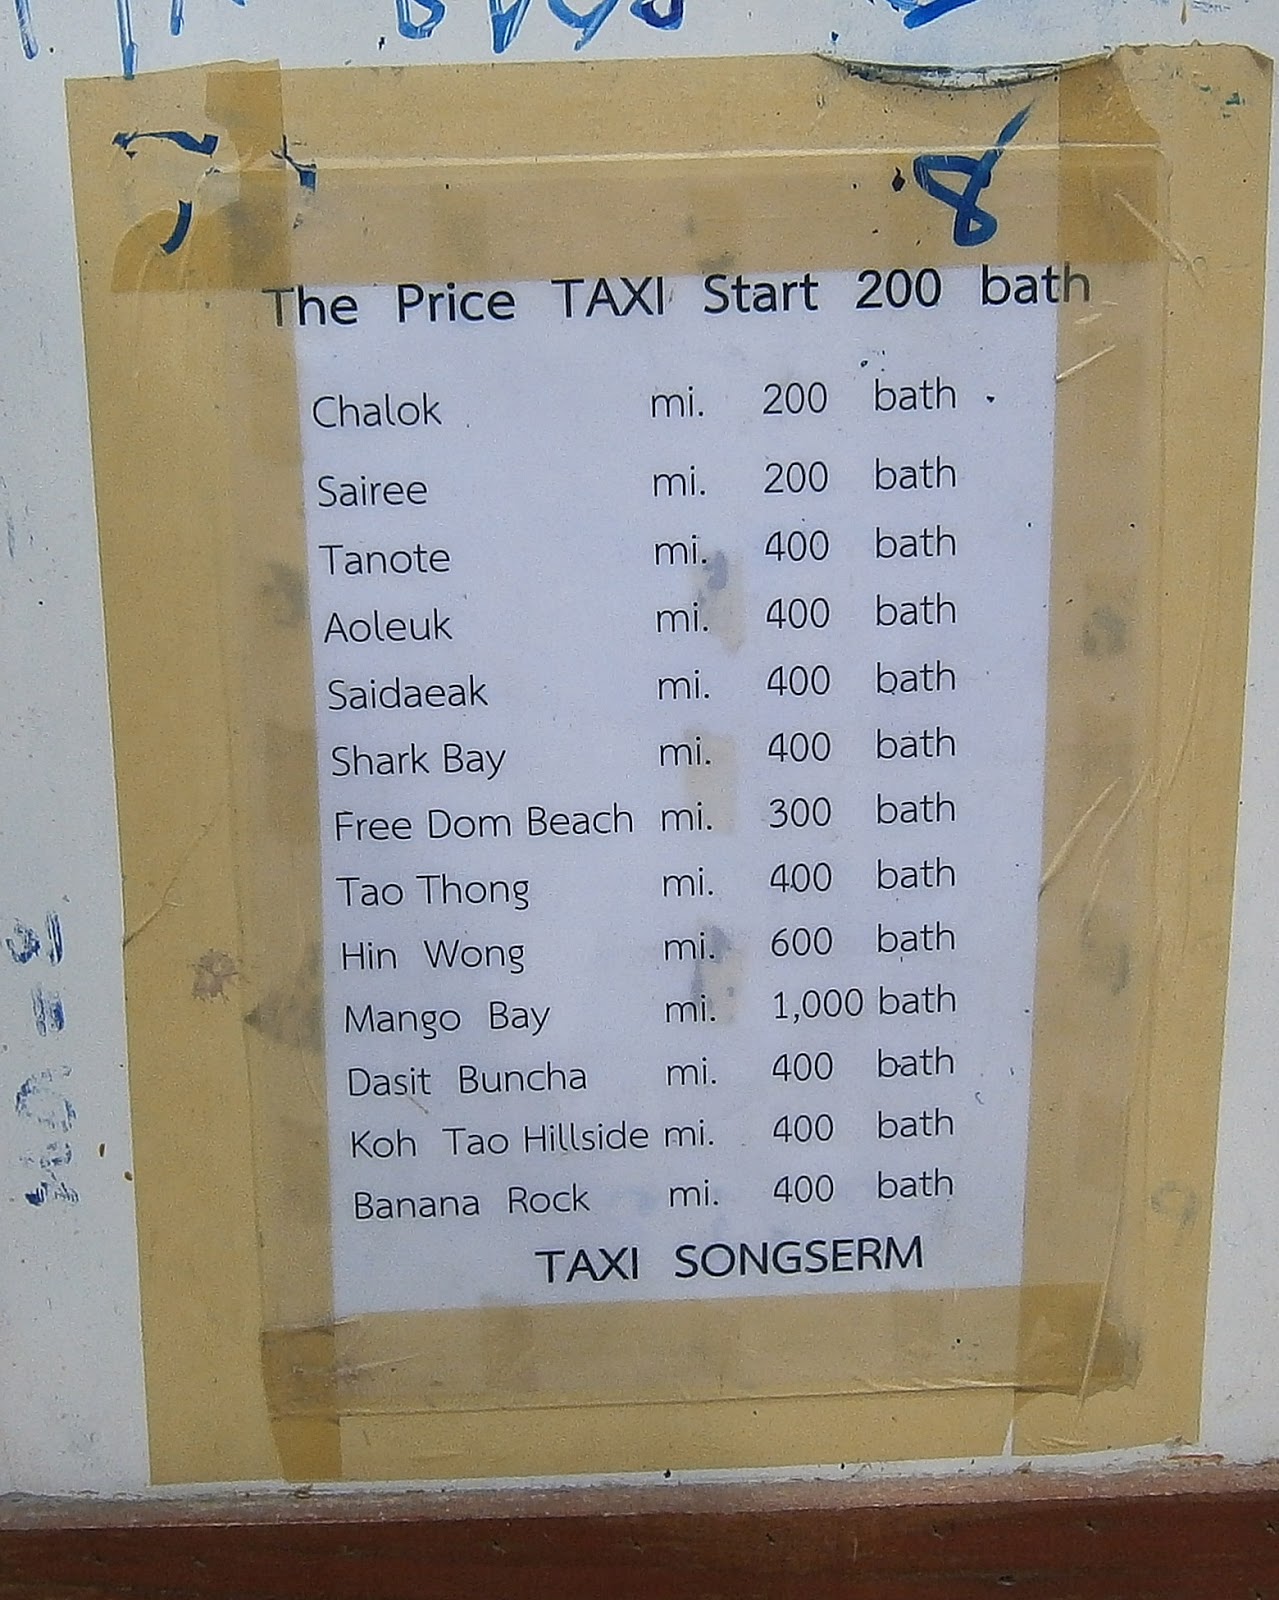 8
The Price TAXI Start 200 bath
Chalok mi. 200 bath
Sairee mi. 200 bath
Tanote mi. 400 bath
Aoleuk mi. 400 bath
Saidaeak mi. 400 bath
Shark Bay mi. 400 bath
Free Dom Beach mi. 300 bath
Tao Thong mi. 400 bath
Hin Wong mi. 600 bath
Mango Bay mi. 1,000 bath
Dasit Buncha mi. 400 bath
Koh Tao Hillside mi. 400 bath
Banana Rock mi. 400 bath
TAXI SONGSERM